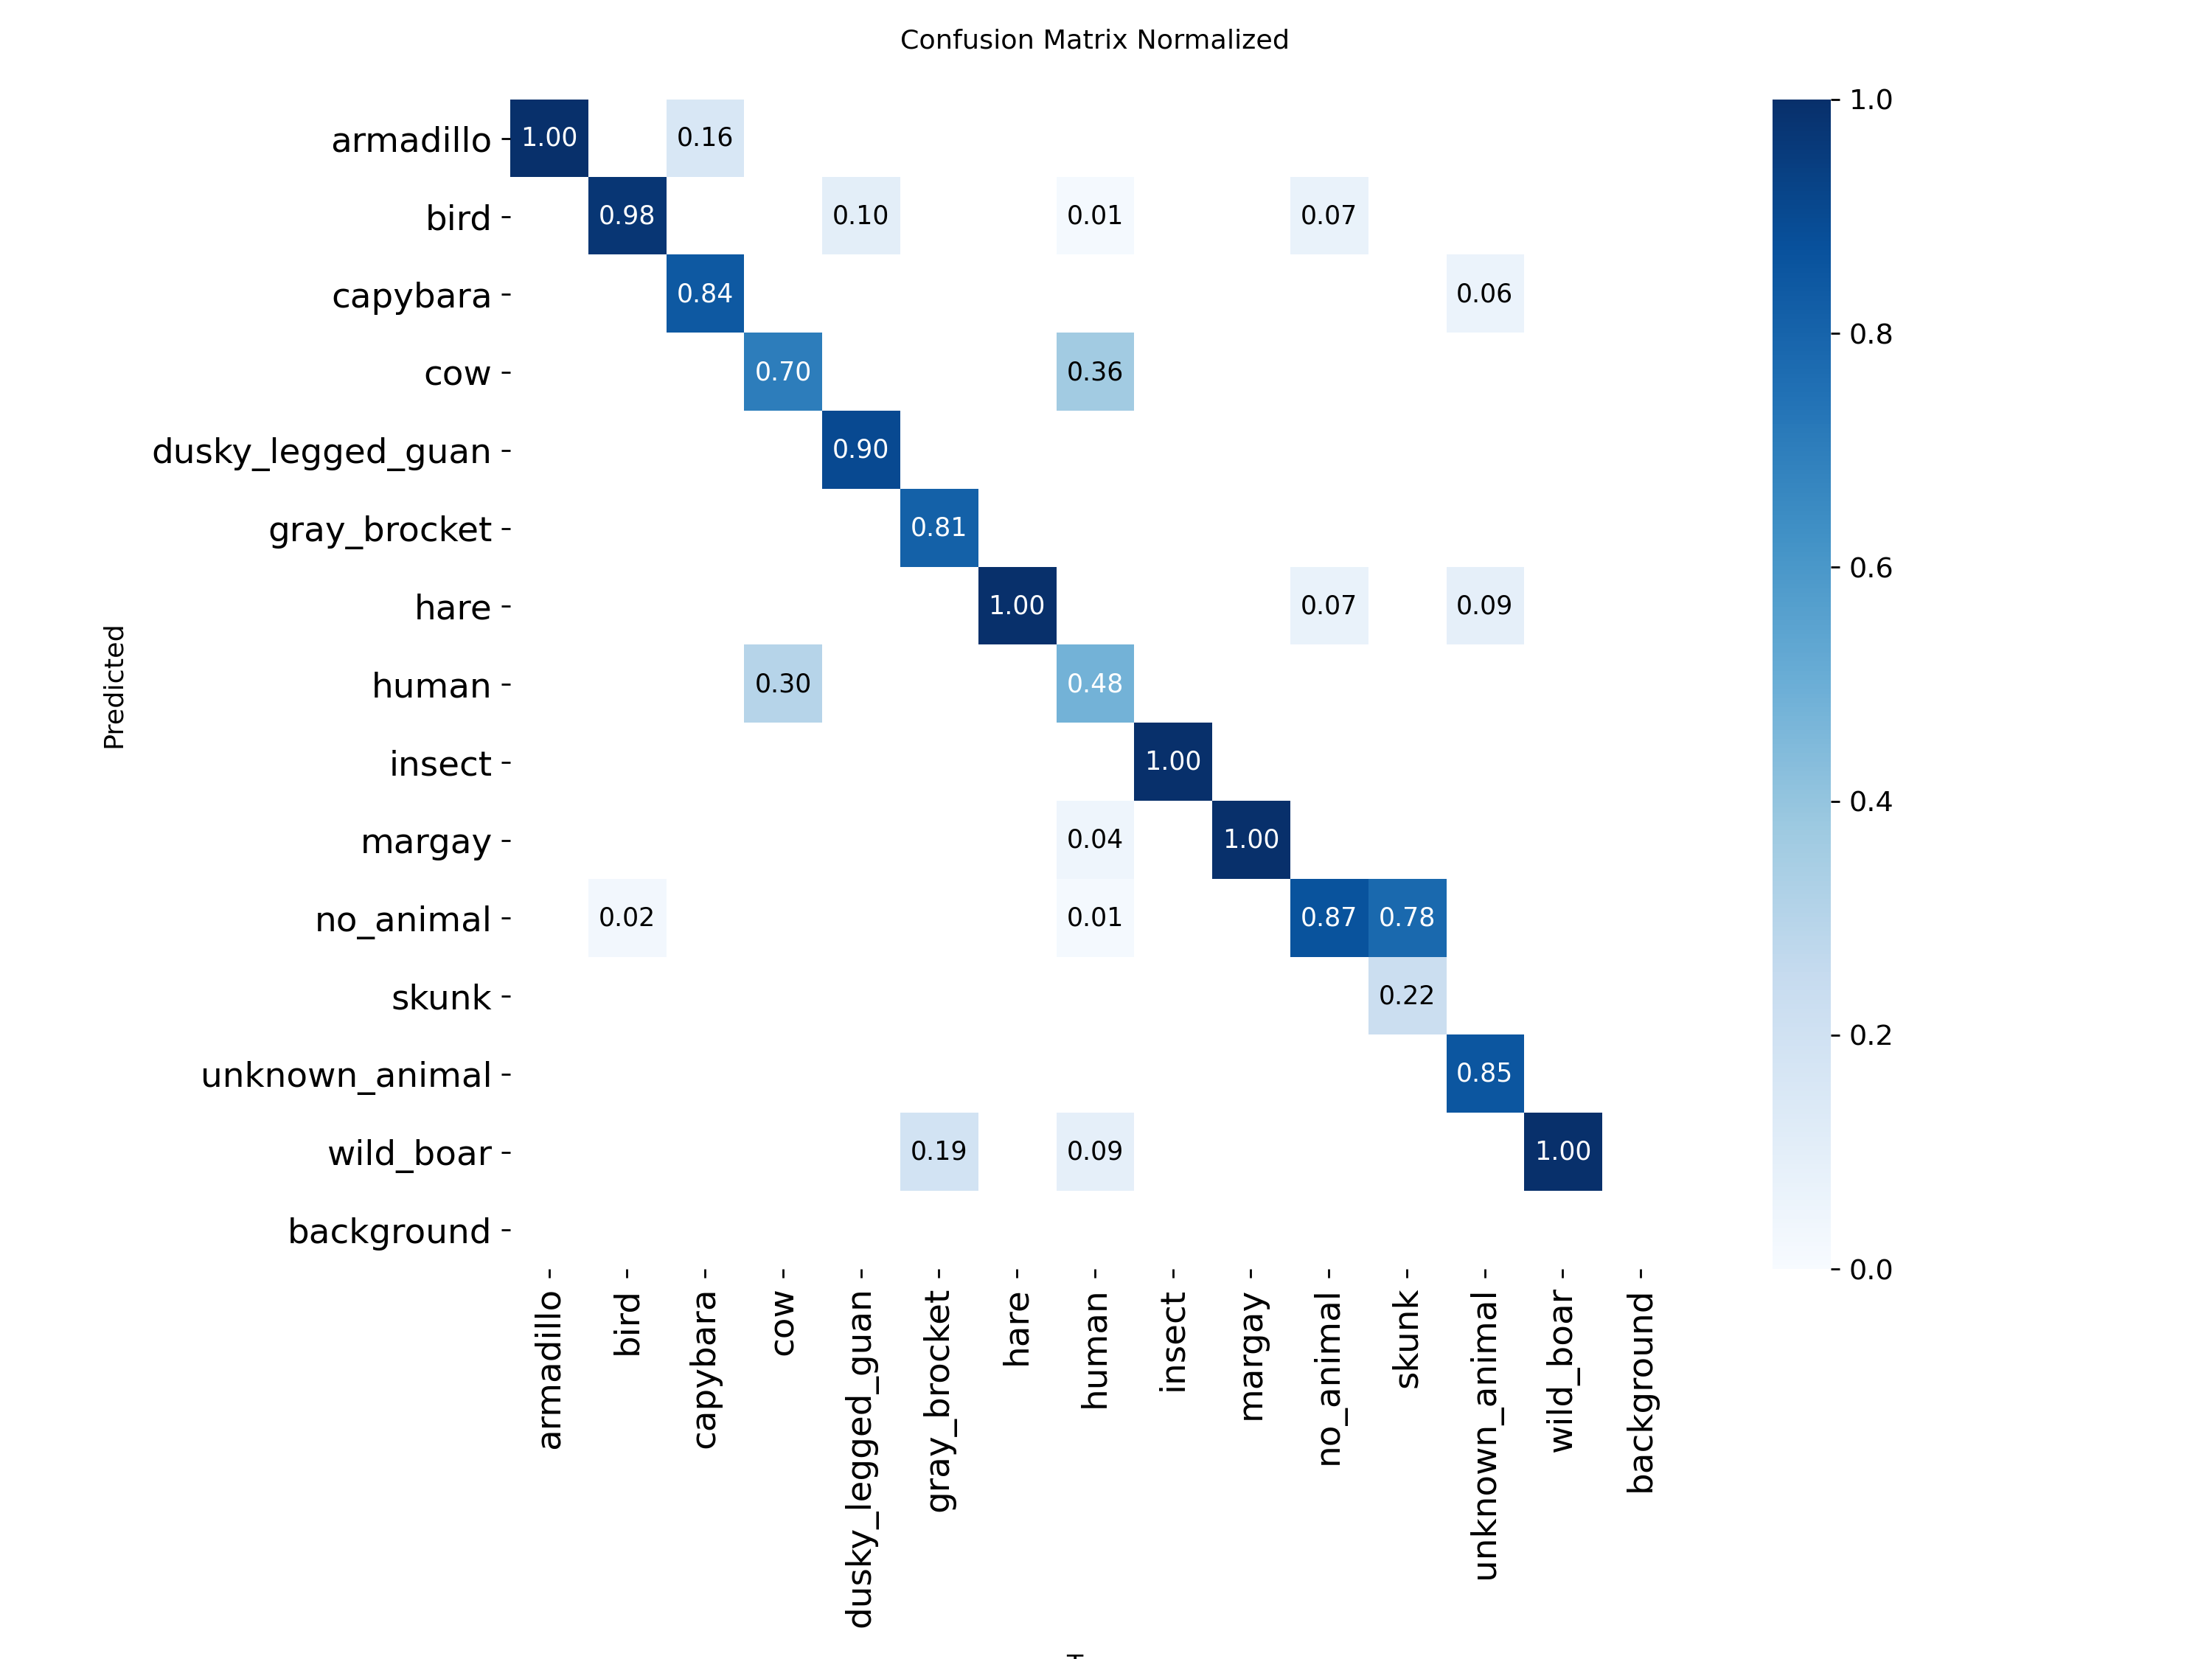 Confusion Matrix Normalized
armadillo 1.00 0.16 1.0
bird 0.98 0.10 0.01 0.07
capybara 0.84 0.06
0.8
cow 0.70 0.36
dusky_legged_guan 0.90
gray_brocket 0.81
0.6
hare 1.00 0.07 0.09
Predicted
human 0.30 0.48
insect 1.00
0.4
margay 0.04 1.00
no_animal 0.02 0.01 0.87 0.78
skunk 0.22
0.2
unknown_animal 0.85
wild_boar 0.19 0.09 1.00
background
0.0
armadillo
bird
capybara
cow
dusky_legged_guan
gray_brocket
hare
human
insect
margay
no_animal
skunk
unknown_animal
wild_boar
background